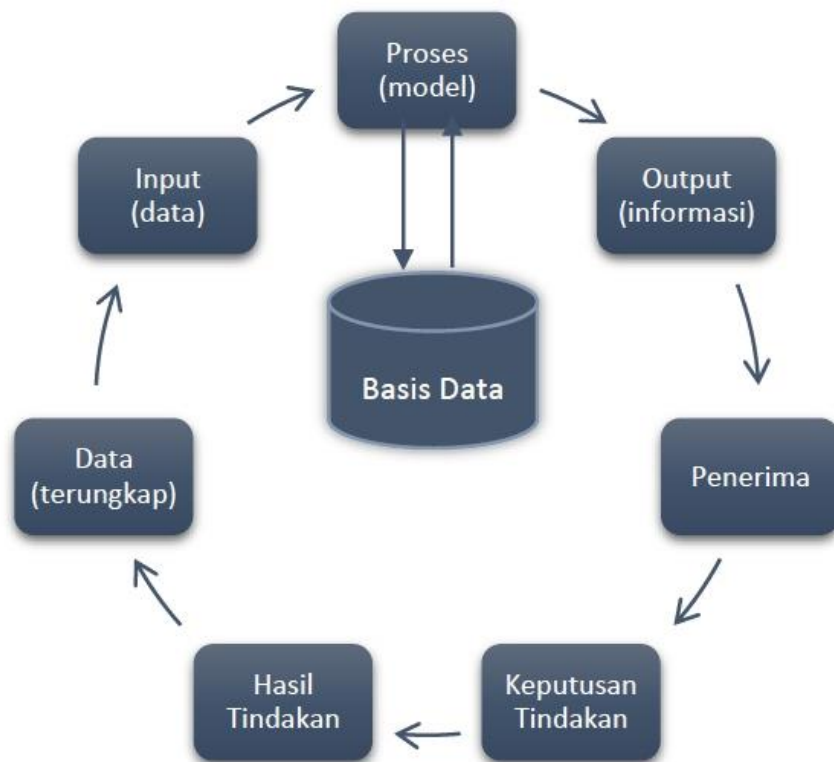 Proses
(model)
Output
(informasi)
Penerima
Keputusan
Tindakan
Hasil
Tindakan
Data
(terungkap)
Input
(data)
Basis Data